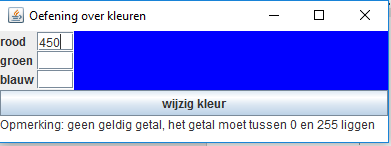 Oefening over kleuren
rood 450
groen
blauw
wijzig kleur
Opmerking: geen geldig getal, het getal moet tussen 0 en 255 liggen